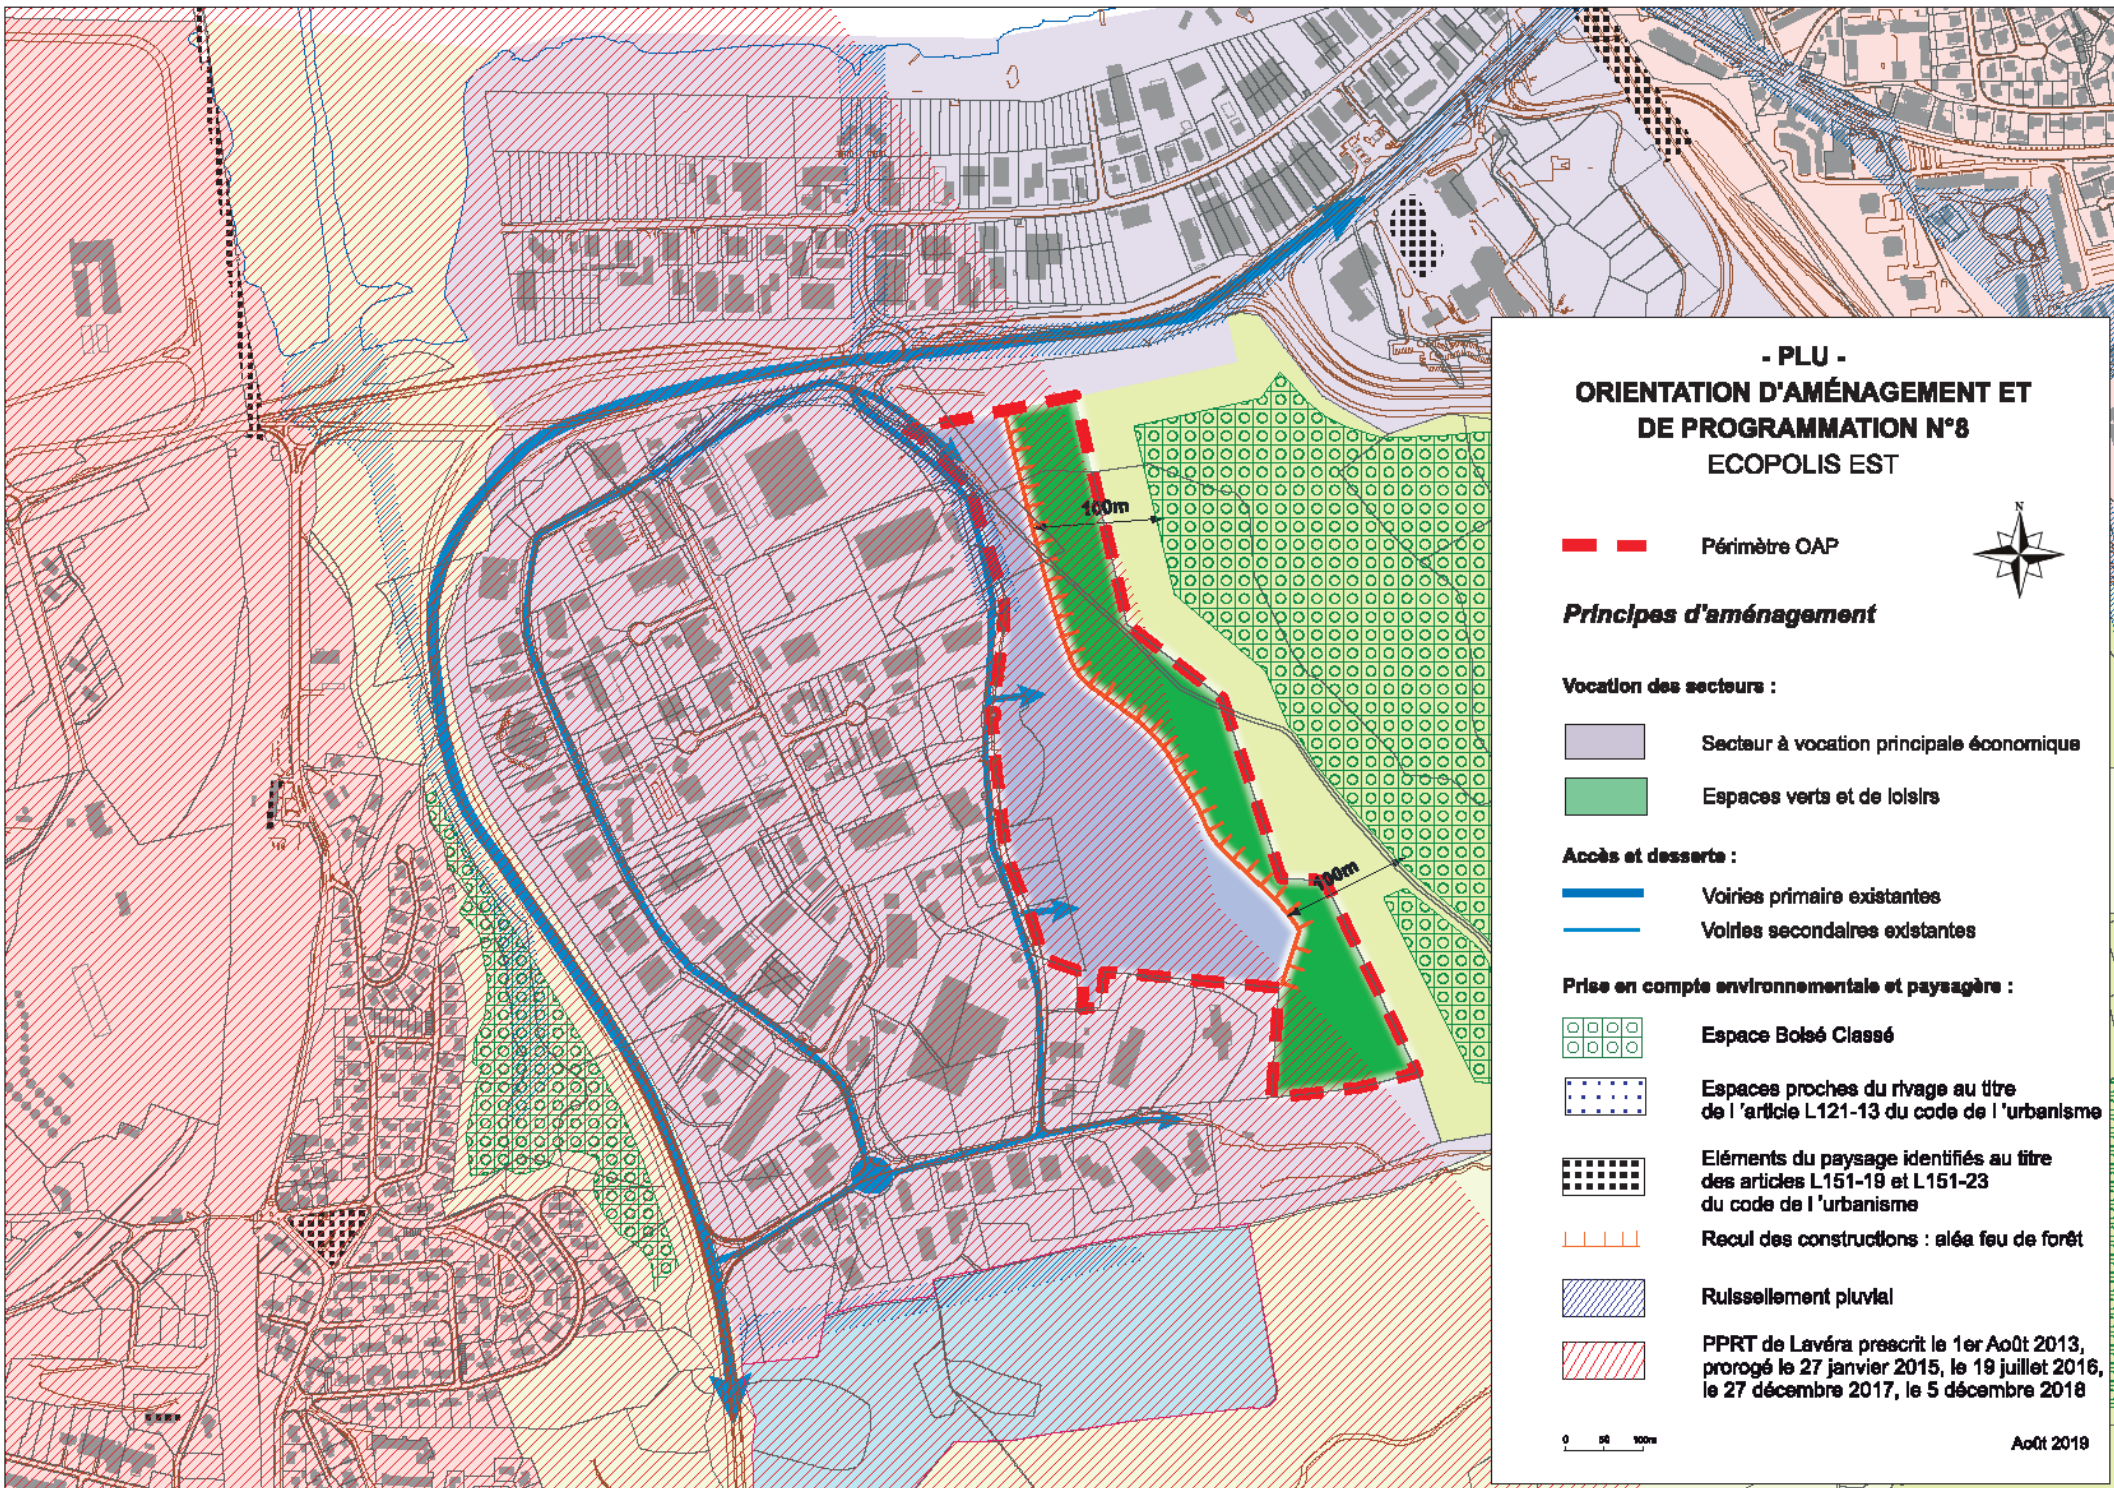 - PLU -
ORIENTATION D'AMÉNAGEMENT ET
DE PROGRAMMATION N°8
ECOPOLIS EST
N
Périmètre OAP
Principes d'aménagement
Vocation des secteurs :
Secteur à vocation principale économique
Espaces verts et de loisirs
Accès et desserte :
Voiries primaire existantes
Voiries secondaires existantes
Prise en compte environnementale et paysagère :
Espace Boisé Classé
Espaces proches du rivage au titre
de l 'article L121-13 du code de l 'urbanisme
Eléments du paysage identifiés au titre
des articles L151-19 et L151-23
du code de l 'urbanisme
Recul des constructions : aléa feu de forêt
Ruissellement pluvial
PPRT de Lavéra prescrit le 1er Août 2013,
prorogé le 27 janvier 2015, le 19 juillet 2016,
le 27 décembre 2017, le 5 décembre 2018
0 50 100m
Août 2019
100m
100m